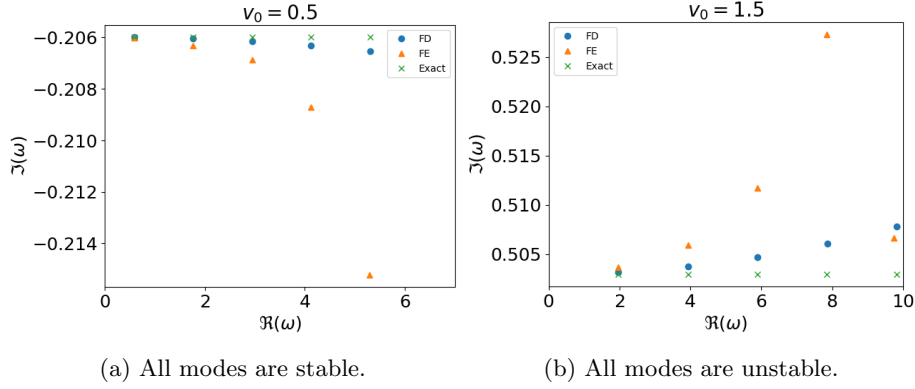 v₀ = 0.5
−0.206
−0.208
−0.210
−0.212
−0.214
ℑ(ω)
0
2
4
6
ℜ(ω)
FD
FE
Exact
(a) All modes are stable.
v₀ = 1.5
0.525
0.520
0.515
0.510
0.505
ℑ(ω)
0
2
4
6
8
10
ℜ(ω)
FD
FE
Exact
(b) All modes are unstable.